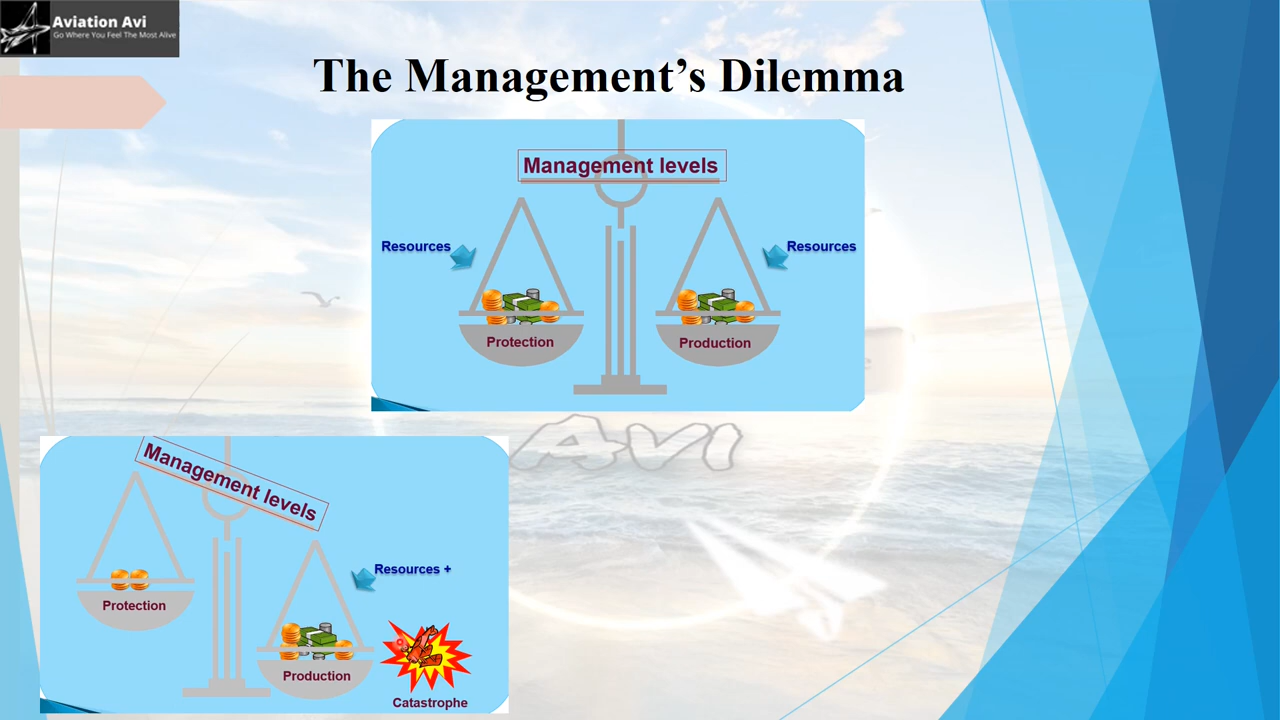 Aviation Avi
Go Where You Feel The Most Alive
The Management’s Dilemma
Management levels
Resources
Resources
Protection
Production
AVI
Management levels
Resources +
Protection
Production
Catastrophe